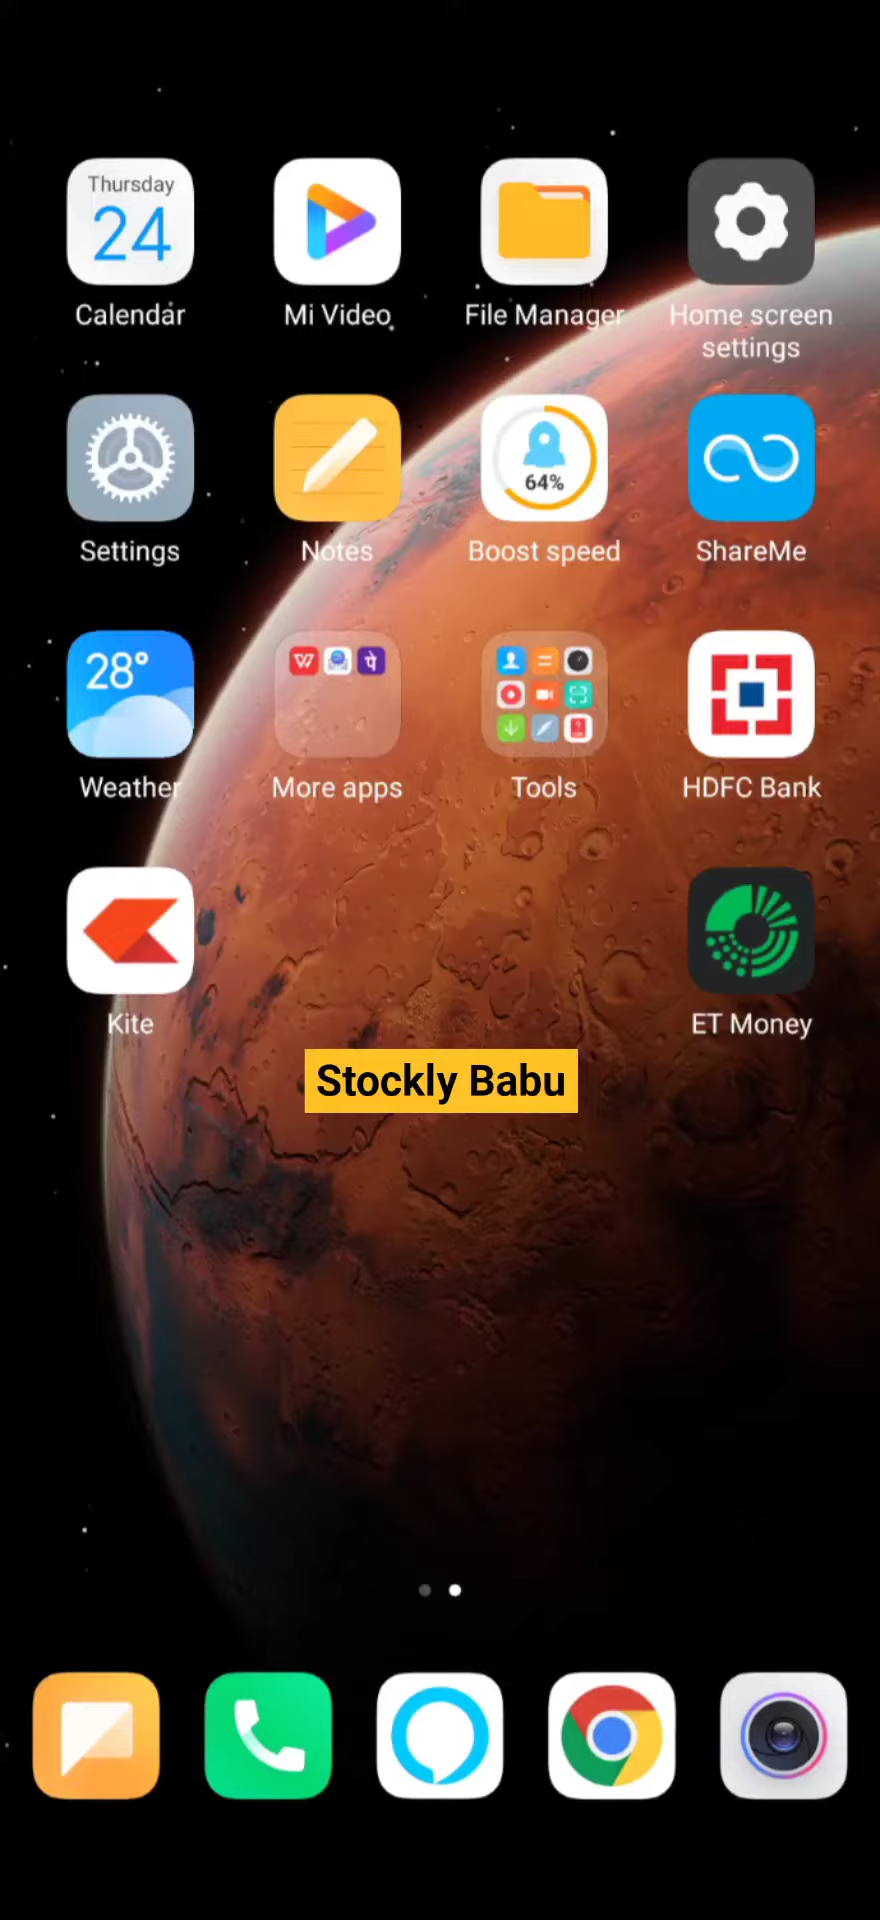 Thursday
24
Calendar
Mi Video
File Manager
Home screen
settings
64%
Settings
Notes
Boost speed
ShareMe
28°
पे
Weather
More apps
Tools
HDFC Bank
Kite
ET Money
Stockly Babu